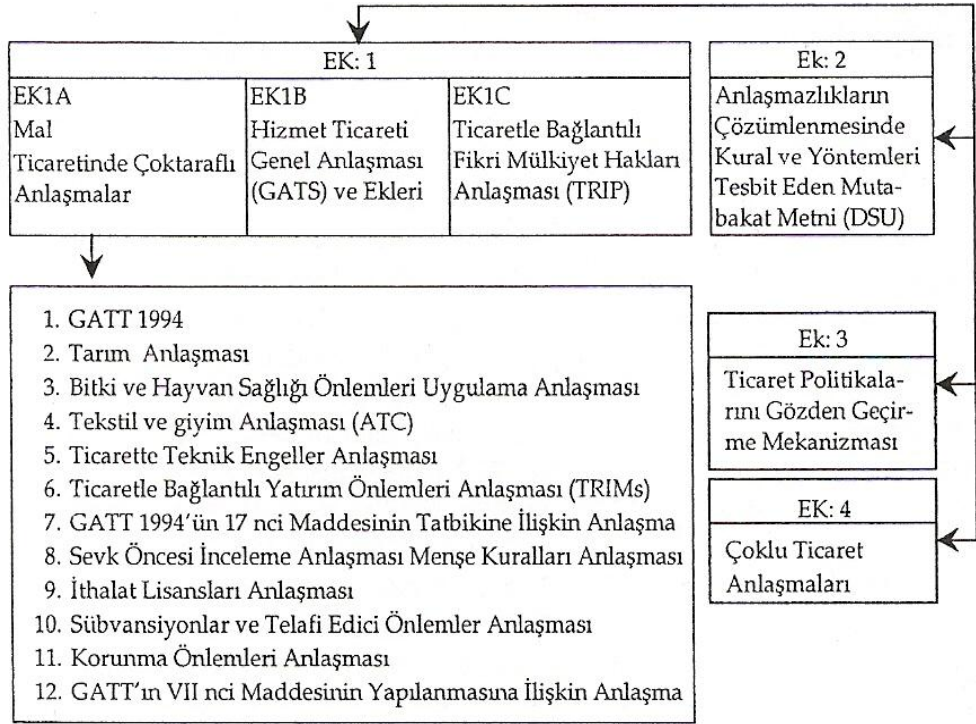 EK: 1
EK1A
Mal
Ticaretinde Çoktaraflı
Anlaşmalar
EK1B
Hizmet Ticareti
Genel Anlaşması
(GATS) ve Ekleri
EK1C
Ticaretle Bağlantılı
Fikri Mülkiyet Hakları
Anlaşması (TRIP)
Ek: 2
Anlaşmazlıkların
Çözümlenmesinde
Kural ve Yöntemleri
Tesbit Eden Muta-
bakat Metni (DSU)
1. GATT 1994
2. Tarım Anlaşması
3. Bitki ve Hayvan Sağlığı Önlemleri Uygulama Anlaşması
4. Tekstil ve giyim Anlaşması (ATC)
5. Ticarette Teknik Engeller Anlaşması
6. Ticaretle Bağlantılı Yatırım Önlemleri Anlaşması (TRIMs)
7. GATT 1994'ün 17 nci Maddesinin Tatbikine İlişkin Anlaşma
8. Sevk Öncesi İnceleme Anlaşması Menşe Kuralları Anlaşması
9. İthalat Lisansları Anlaşması
10. Sübvansiyonlar ve Telafi Edici Önlemler Anlaşması
11. Korunma Önlemleri Anlaşması
12. GATT'ın VII nci Maddesinin Yapılanmasına İlişkin Anlaşma
Ek: 3
Ticaret Politikala-
rını Gözden Geçir-
me Mekanizması
EK: 4
Çoklu Ticaret
Anlaşmaları